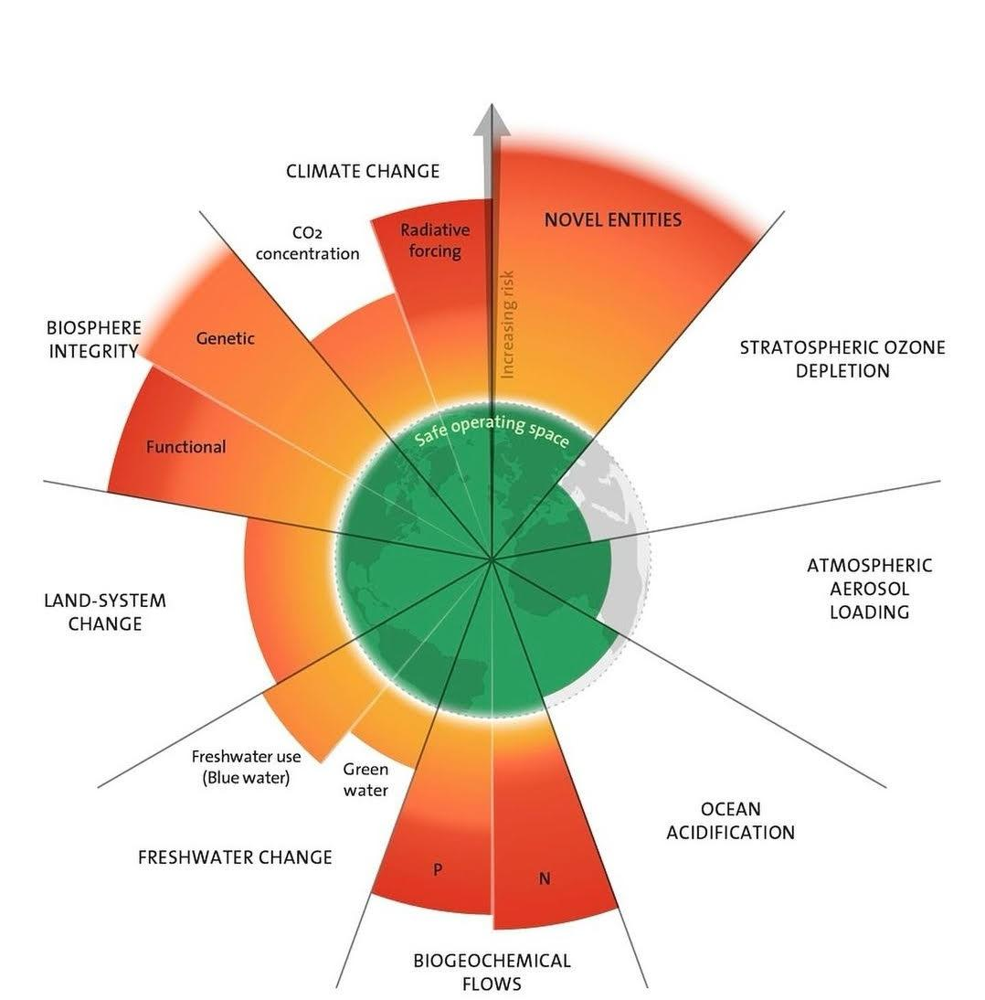 CLIMATE CHANGE
CO2
concentration
Radiative
forcing
NOVEL ENTITIES
Increasing risk
BIOSPHERE
INTEGRITY
Genetic
Functional
STRATOSPHERIC OZONE
DEPLETION
Safe operating space
ATMOSPHERIC
AEROSOL
LOADING
LAND-SYSTEM
CHANGE
Freshwater use
(Blue water)
Green
water
FRESHWATER CHANGE
OCEAN
ACIDIFICATION
P
N
BIOGEOCHEMICAL
FLOWS